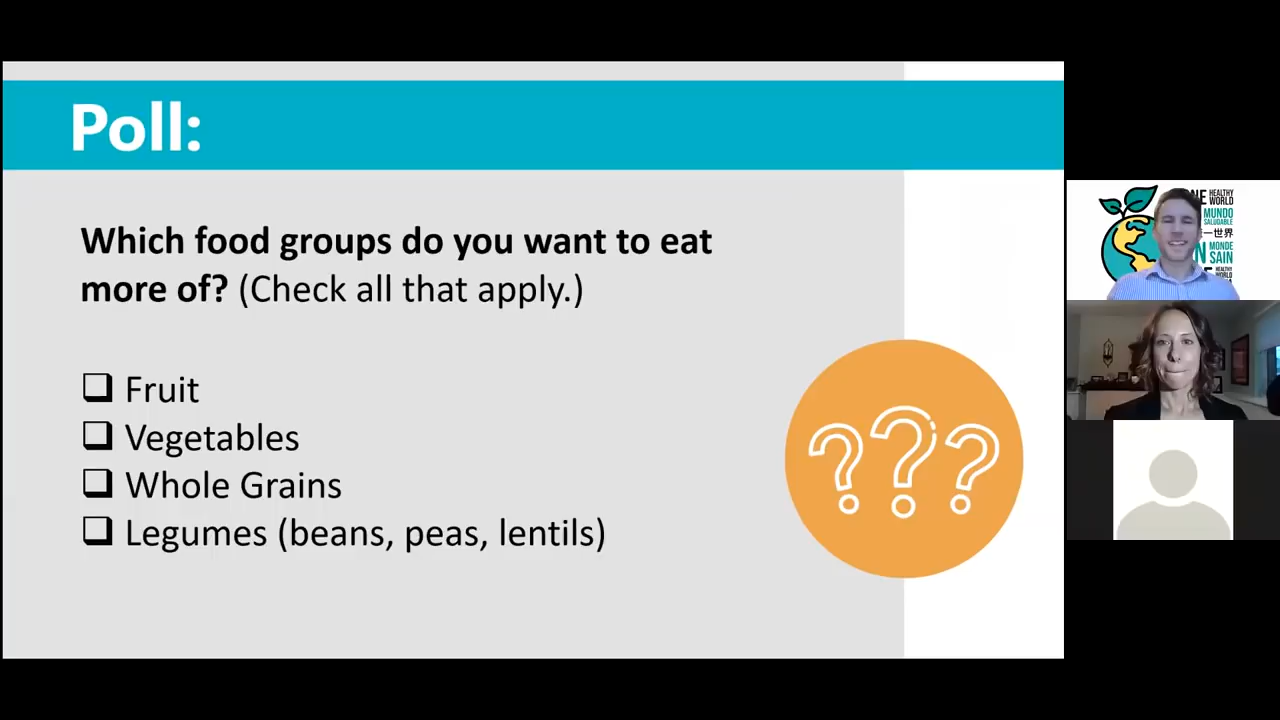 Poll:
Which food groups do you want to eat
more of? (Check all that apply.)
❑ Fruit
❑ Vegetables
❑ Whole Grains
❑ Legumes (beans, peas, lentils)
HEALTHY
WORLD
MUNDO
SALUDABLE
一世界
MONDE
SAIN
HEALTHY